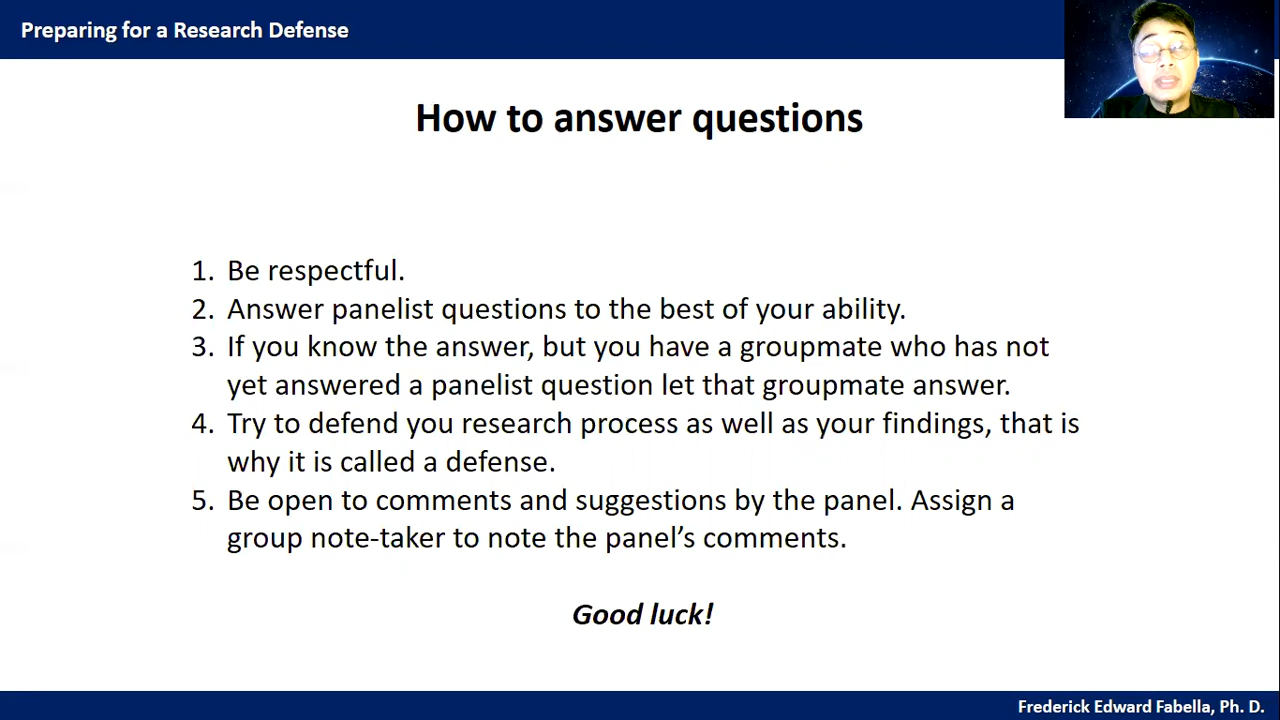 Preparing for a Research Defense
How to answer questions
1. Be respectful.
2. Answer panelist questions to the best of your ability.
3. If you know the answer, but you have a groupmate who has not
yet answered a panelist question let that groupmate answer.
4. Try to defend you research process as well as your findings, that is
why it is called a defense.
5. Be open to comments and suggestions by the panel. Assign a
group note-taker to note the panel’s comments.
Good luck!
Frederick Edward Fabella, Ph. D.